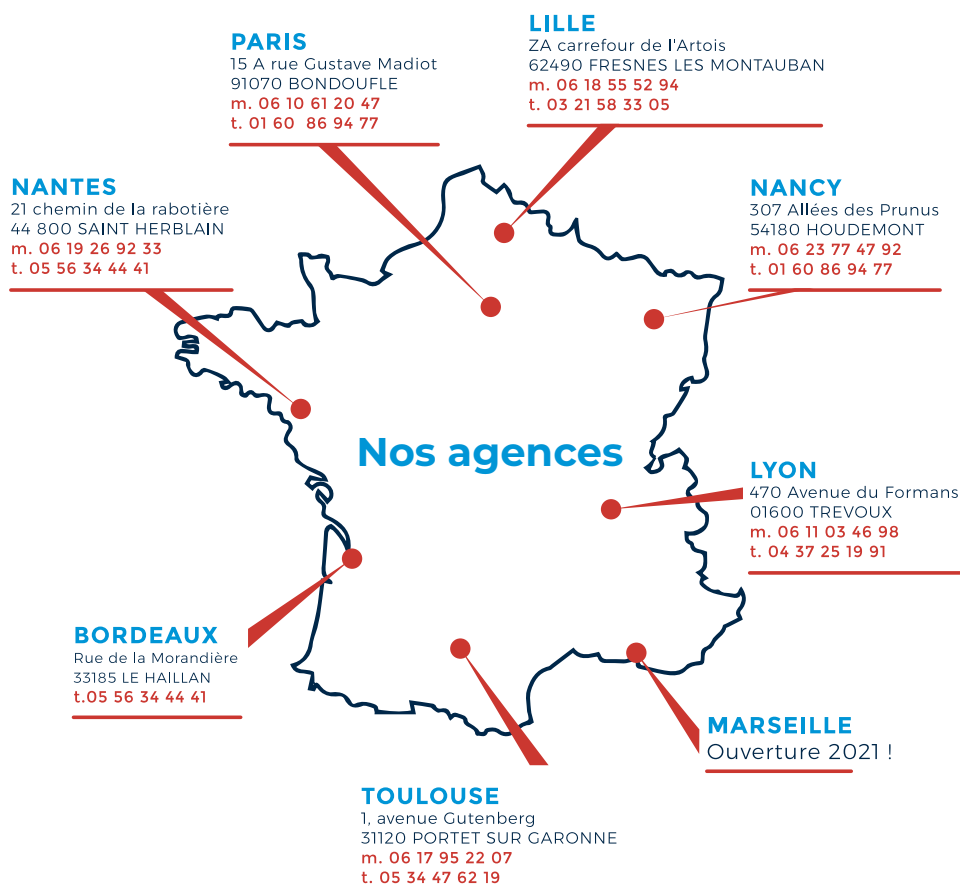 LILLE
ZA carrefour de l'Artois
62490 FRESNES LES MONTAUBAN
m. 06 18 55 52 94
t. 03 21 58 33 05
PARIS
15 A rue Gustave Madiot
91070 BONDOUFLE
m. 06 10 61 20 47
t. 01 60 86 94 77
NANTES
21 chemin de la rabotière
44 800 SAINT HERBLAIN
m. 06 19 26 92 33
t. 05 56 34 44 41
NANCY
307 Allées des Prunus
54180 HOUDEMONT
m. 06 23 77 47 92
t. 01 60 86 94 77
Nos agences
LYON
470 Avenue du Formans
01600 TREVOUX
m. 06 11 03 46 98
t. 04 37 25 19 91
BORDEAUX
Rue de la Morandière
33185 LE HAILLAN
t.05 56 34 44 41
MARSEILLE
Ouverture 2021 !
TOULOUSE
1, avenue Gutenberg
31120 PORTET SUR GARONNE
m. 06 17 95 22 07
t. 05 34 47 62 19